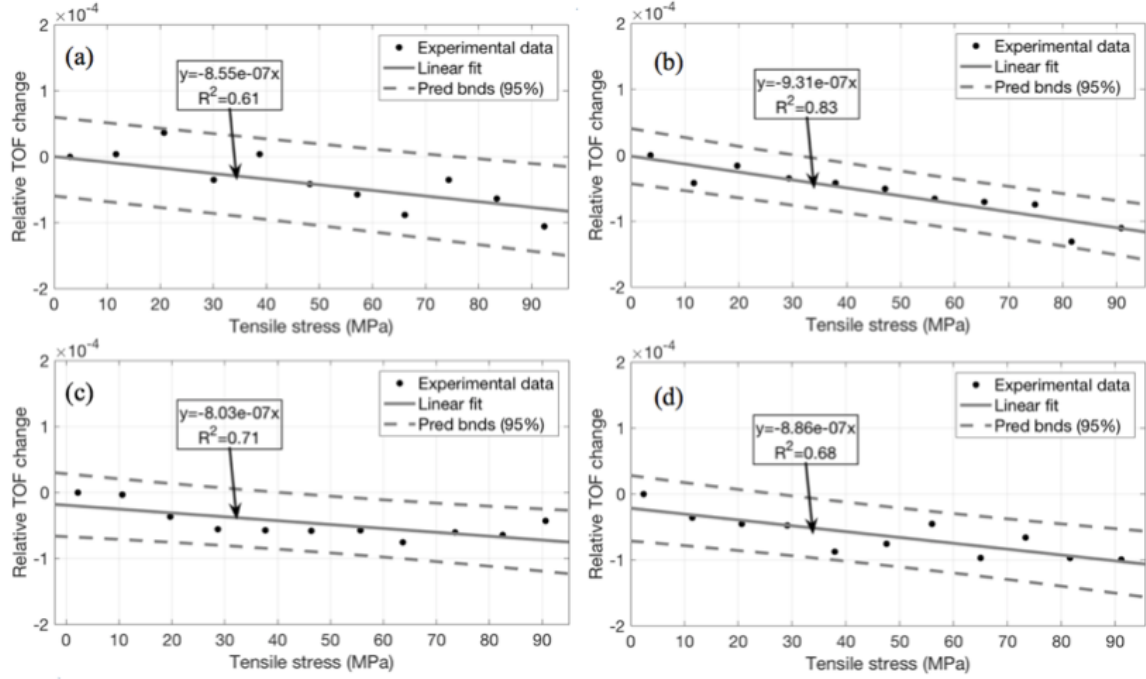 ×10⁻⁴
(a)
y=-8.55e-07x
R²=0.61
Experimental data
Linear fit
Pred bnds (95%)
Relative TOF change
2
1
0
-1
-2
0 10 20 30 40 50 60 70 80 90
Tensile stress (MPa)
×10⁻⁴
(b)
y=-9.31e-07x
R²=0.83
Experimental data
Linear fit
Pred bnds (95%)
Relative TOF change
2
1
0
-1
-2
0 10 20 30 40 50 60 70 80 90
Tensile stress (MPa)
×10⁻⁴
(c)
y=-8.03e-07x
R²=0.71
Experimental data
Linear fit
Pred bnds (95%)
Relative TOF change
2
1
0
-1
-2
0 10 20 30 40 50 60 70 80 90
Tensile stress (MPa)
×10⁻⁴
(d)
y=-8.86e-07x
R²=0.68
Experimental data
Linear fit
Pred bnds (95%)
Relative TOF change
2
1
0
-1
-2
0 10 20 30 40 50 60 70 80 90
Tensile stress (MPa)